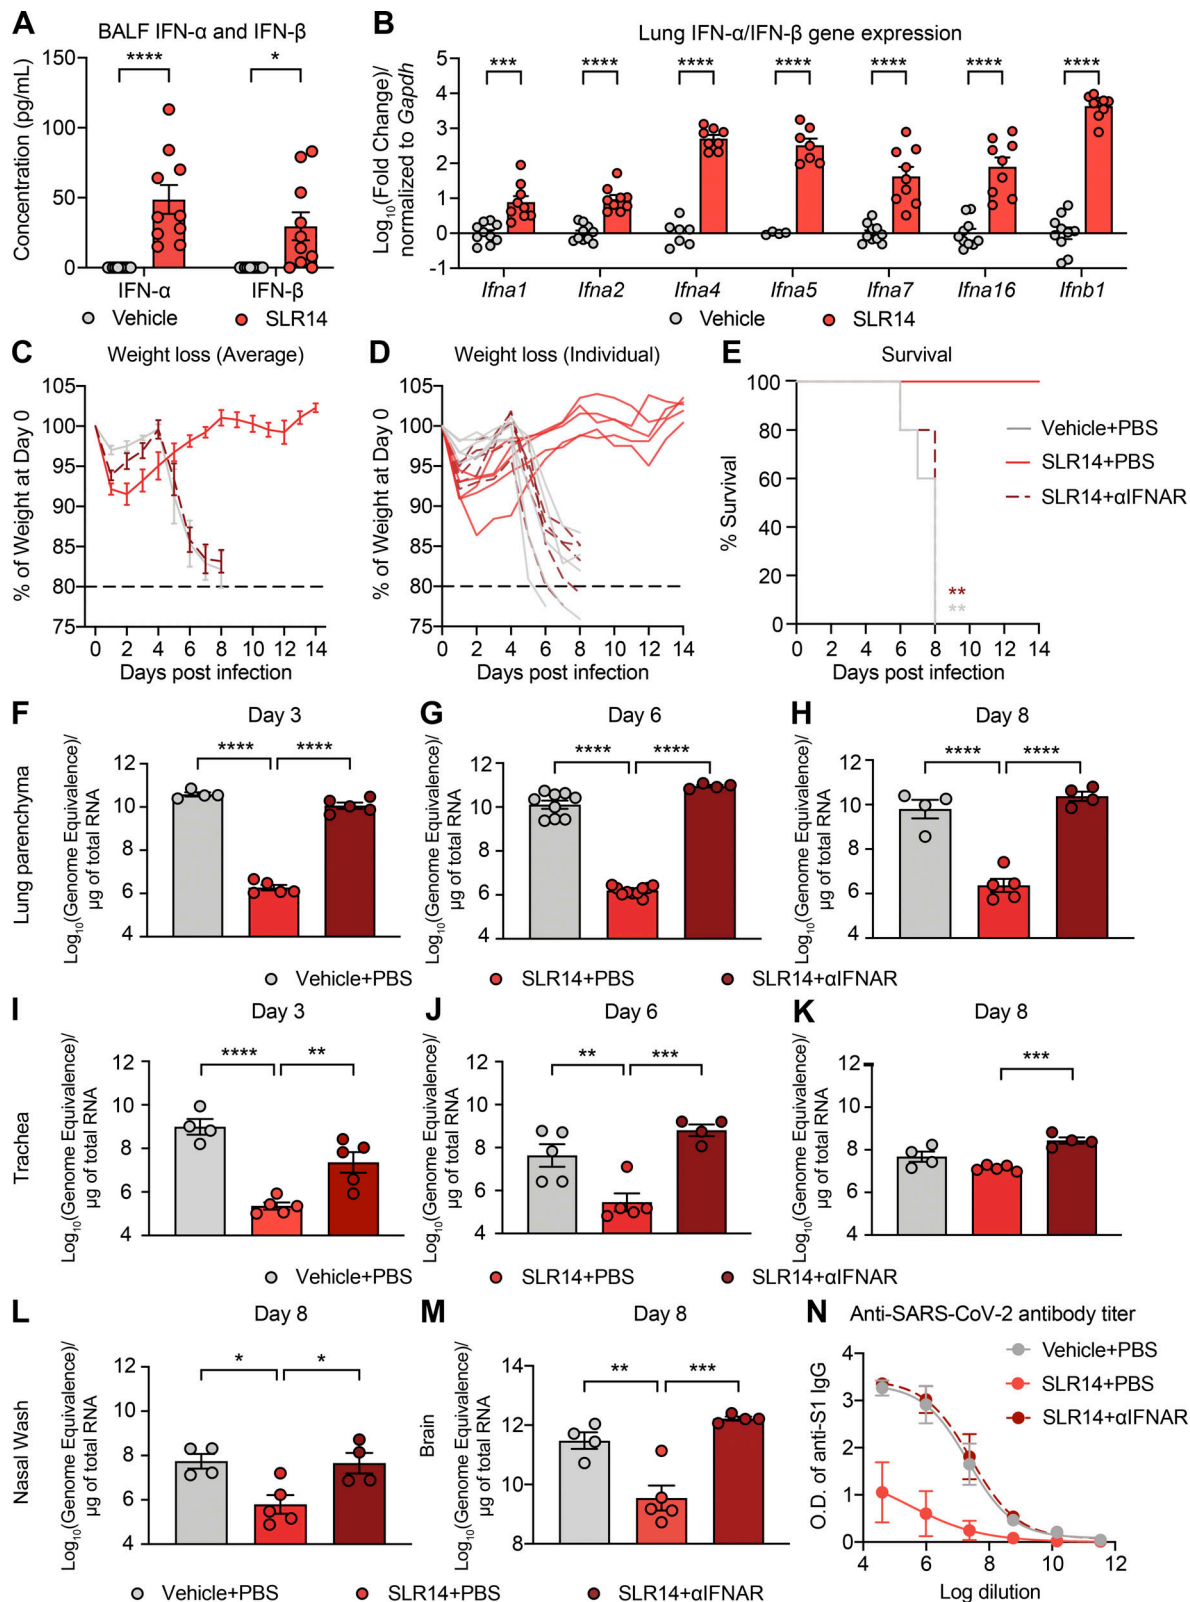 A
BALF IFN-α and IFN-β
Concentration (pg/mL)
150
100
50
0
****
*
IFN-α
IFN-β
Vehicle
SLR14
B
Lung IFN-α/IFN-β gene expression
Log10(Fold Change)/
normalized to Gapdh
5
4
3
2
1
0
-1
***
****
****
****
****
****
****
Ifna1
Ifna2
Ifna4
Ifna5
Ifna7
Ifna16
Ifnb1
Vehicle
SLR14
C
Weight loss (Average)
% of Weight at Day 0
105
100
95
90
85
80
75
0 2 4 6 8 10 12 14
Days post infection
D
Weight loss (Individual)
% of Weight at Day 0
105
100
95
90
85
80
75
0 2 4 6 8 10 12 14
Days post infection
E
Survival
% Survival
100
80
60
40
20
0
**
**
0 2 4 6 8 10 12 14
Days post infection
Vehicle+PBS
SLR14+PBS
SLR14+αIFNAR
Lung parenchyma
F
Day 3
Log10(Genome Equivalence)/
μg of total RNA
12
10
8
6
4
****
****
G
Day 6
Log10(Genome Equivalence)/
μg of total RNA
12
10
8
6
4
****
****
H
Day 8
Log10(Genome Equivalence)/
μg of total RNA
12
10
8
6
4
****
****
Vehicle+PBS
SLR14+PBS
SLR14+αIFNAR
Trachea
I
Day 3
Log10(Genome Equivalence)/
μg of total RNA
12
10
8
6
4
****
**
J
Day 6
Log10(Genome Equivalence)/
μg of total RNA
12
10
8
6
4
**
***
K
Day 8
Log10(Genome Equivalence)/
μg of total RNA
12
10
8
6
4
***
Vehicle+PBS
SLR14+PBS
SLR14+αIFNAR
Nasal Wash
L
Day 8
Log10(Genome Equivalence)/
μg of total RNA
12
10
8
6
4
*
*
Brain
M
Day 8
Log10(Genome Equivalence)/
μg of total RNA
14
12
10
8
**
***
Vehicle+PBS
SLR14+PBS
SLR14+αIFNAR
N
Anti-SARS-CoV-2 antibody titer
O.D. of anti-S1 IgG
4
3
2
1
0
4 6 8 10 12
Log dilution
Vehicle+PBS
SLR14+PBS
SLR14+αIFNAR